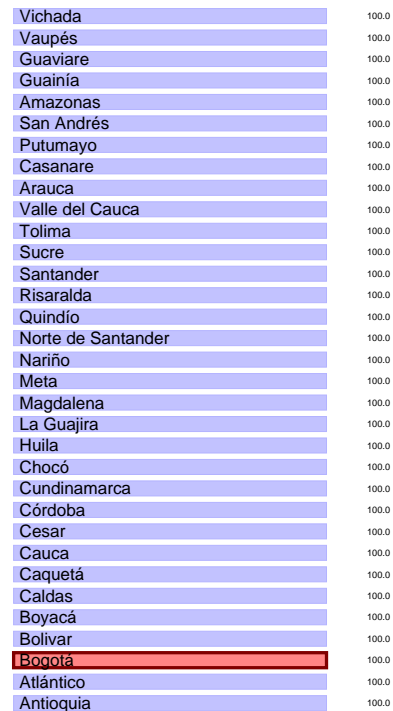 Vichada 100.0
Vaupés 100.0
Guaviare 100.0
Guainía 100.0
Amazonas 100.0
San Andrés 100.0
Putumayo 100.0
Casanare 100.0
Arauca 100.0
Valle del Cauca 100.0
Tolima 100.0
Sucre 100.0
Santander 100.0
Risaralda 100.0
Quindío 100.0
Norte de Santander 100.0
Nariño 100.0
Meta 100.0
Magdalena 100.0
La Guajira 100.0
Huila 100.0
Chocó 100.0
Cundinamarca 100.0
Córdoba 100.0
Cesar 100.0
Cauca 100.0
Caquetá 100.0
Caldas 100.0
Boyacá 100.0
Bolivar 100.0
Bogotá 100.0
Atlántico 100.0
Antioquia 100.0